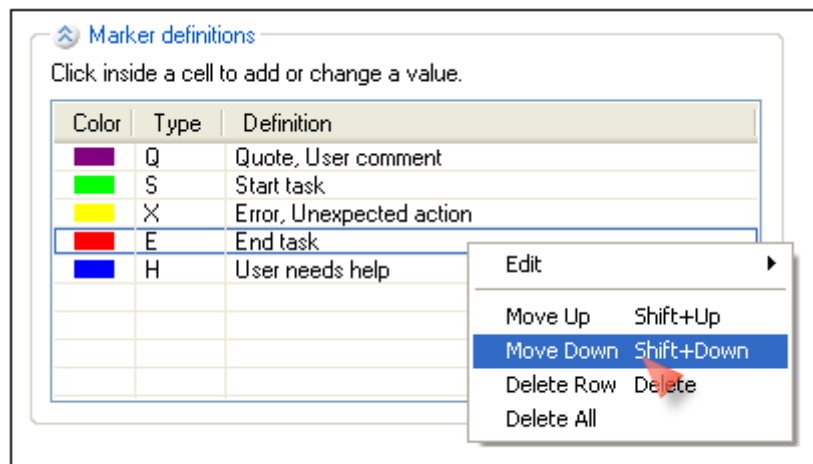 Marker definitions
Click inside a cell to add or change a value.
Color Type Definition
Q Quote, User comment
S Start task
X Error, Unexpected action
E End task
H User needs help
Edit
Move Up Shift+Up
Move Down Shift+Down
Delete Row Delete
Delete All